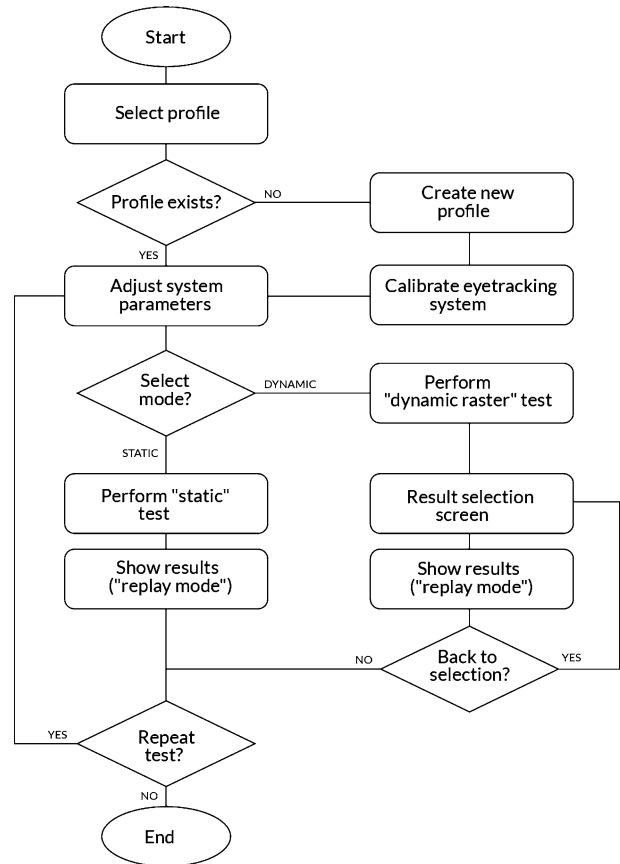 Start
Select profile
Profile exists?
NO
Create new
profile
YES
Adjust system
parameters
Calibrate eyetracking
system
Select
mode?
DYNAMIC
Perform
"dynamic raster" test
STATIC
Perform "static"
test
Result selection
screen
Show results
("replay mode")
Show results
("replay mode")
NO
Back to
selection?
YES
YES
Repeat
test?
NO
End